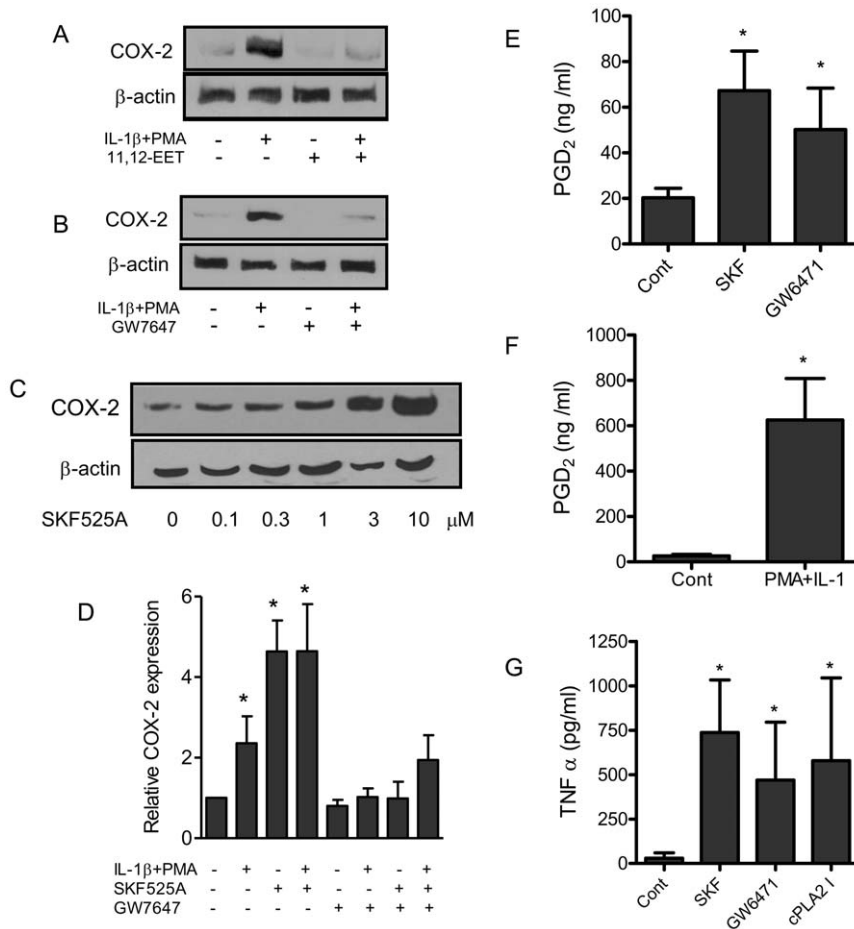 A
COX-2
β-actin
IL-1β+PMA - + - +
11,12-EET - - + +
B
COX-2
β-actin
IL-1β+PMA - + - +
GW7647 - - + +
C
COX-2
β-actin
SKF525A 0 0.1 0.3 1 3 10 μM
D
Relative COX-2 expression
6
4
2
0
* * *
IL-1β+PMA - + - + - + - +
SKF525A - - + + - - + +
GW7647 - - - - + + + +
E
PGD2 (ng /ml)
100
80
60
40
20
0
* *
Cont SKF GW6471
F
PGD2 (ng /ml)
1000
800
600
400
200
0
*
Cont PMA+IL-1
G
TNF α (pg/ml)
1250
1000
750
500
250
0
* * *
Cont SKF GW6471 cPLA2 I